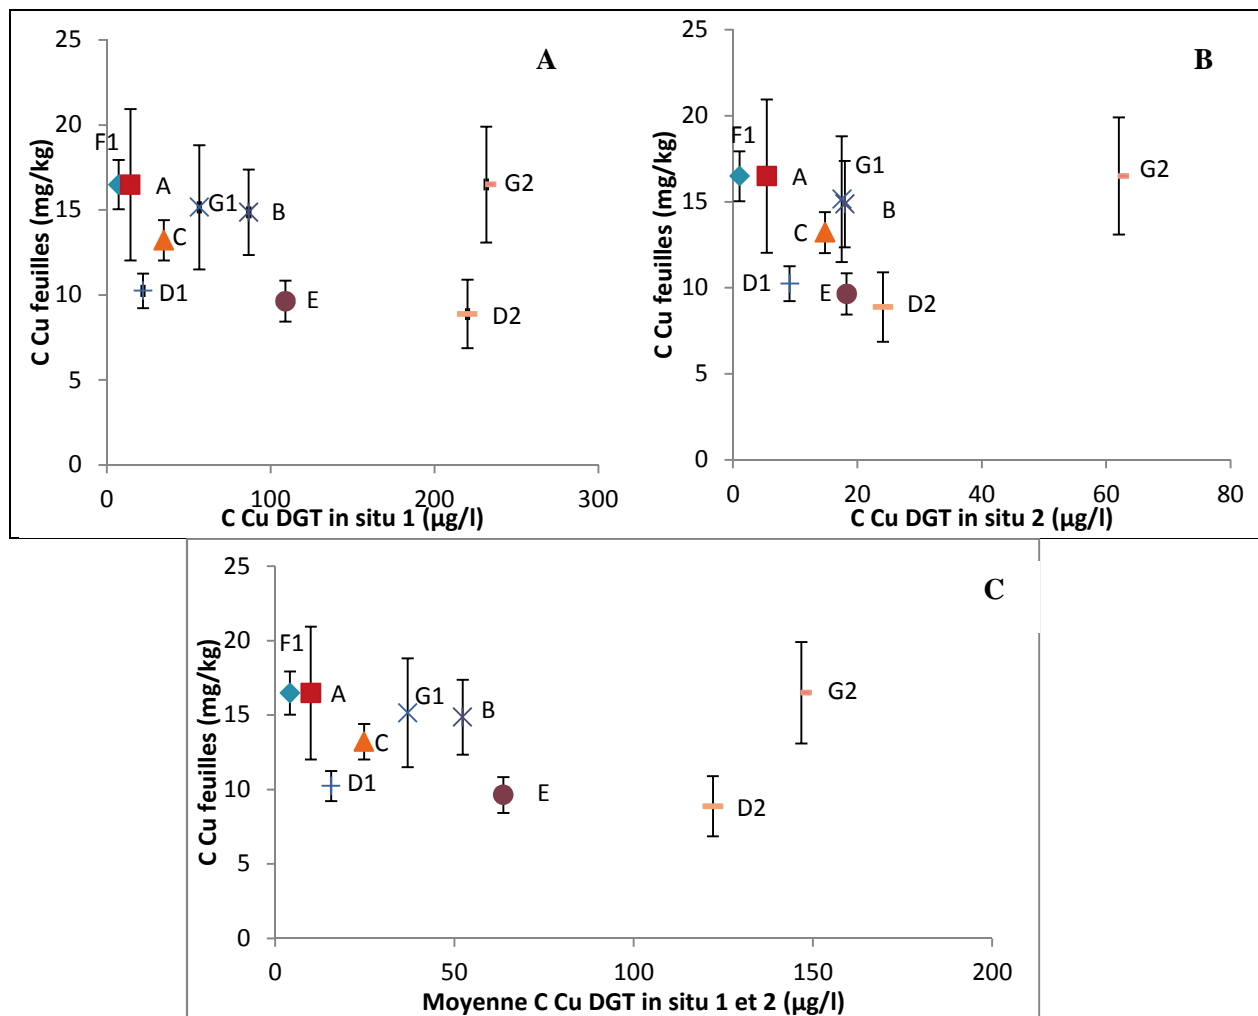 A
C Cu feuilles (mg/kg)
25
20
15
10
5
0
F1
A
G1
B
C
D1
E
G2
D2
0
100
200
300
C Cu DGT in situ 1 (µg/l)
B
C Cu feuilles (mg/kg)
25
20
15
10
5
0
F1
A
G1
B
C
D1
E
D2
G2
0
20
40
60
80
C Cu DGT in situ 2 (µg/l)
C
C Cu feuilles (mg/kg)
25
20
15
10
5
0
F1
A
G1
B
C
D1
E
G2
D2
0
50
100
150
200
Moyenne C Cu DGT in situ 1 et 2 (µg/l)